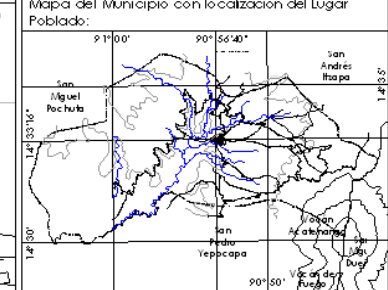 Mapa del Municipio con localización del Lugar
Poblado:
91°00'
90°56'40"
San
Andrés
Itzapa
San
Miguel
Pochuta
14°35'
14°33'16"
14°30'
San
Pedro
Yepocapa
Volcán
Acatenango
San
90°50'
Volcán de
Fuego